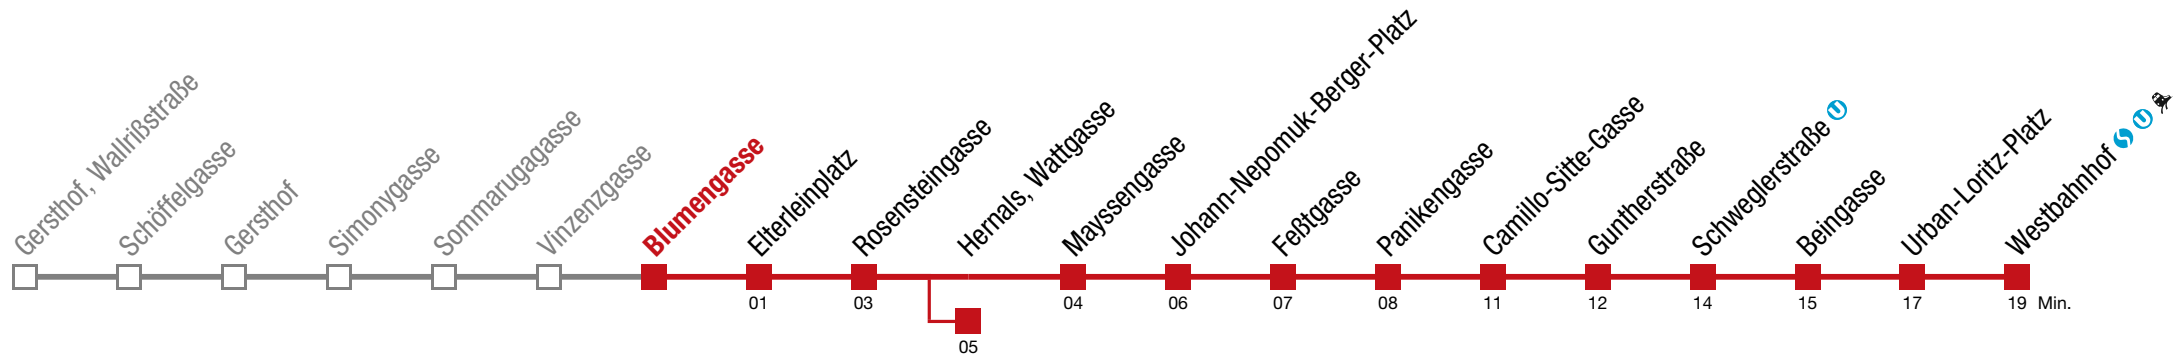 Gersthof, Wallrißstraße
Schöffelgasse
Gersthof
Simonygasse
Sommarugagasse
Vinzenzgasse
Blumengasse
Elterleinplatz
Rosensteingasse
Hernals, Wattgasse
Mayssengasse
Johann-Nepomuk-Berger-Platz
Feßtgasse
Panikengasse
Camillo-Sitte-Gasse
Guntherstraße
Schweglerstraße U
Beingasse
Urban-Loritz-Platz
Westbahnhof S U
01 03 04 06 07 08 11 12 14 15 17 19 Min.
05